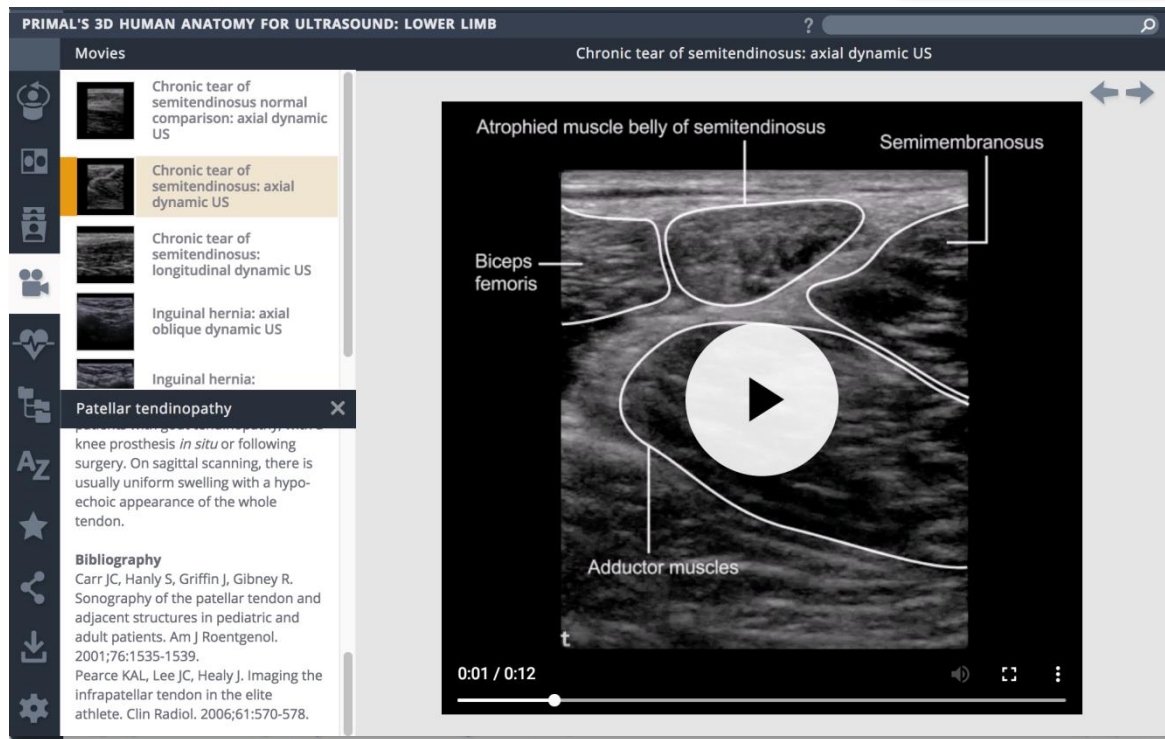 PRIMAL'S 3D HUMAN ANATOMY FOR ULTRASOUND: LOWER LIMB
?
Movies
Chronic tear of semitendinosus: axial dynamic US
Chronic tear of
semitendinosus normal
comparison: axial dynamic
US
Chronic tear of
semitendinosus: axial
dynamic US
Chronic tear of
semitendinosus:
longitudinal dynamic US
Inguinal hernia: axial
oblique dynamic US
Inguinal hernia:
AZ
Patellar tendinopathy
knee prosthesis in situ or following
surgery. On sagittal scanning, there is
usually uniform swelling with a hypo-
echoic appearance of the whole
tendon.
Bibliography
Carr JC, Hanly S, Griffin J, Gibney R.
Sonography of the patellar tendon and
adjacent structures in pediatric and
adult patients. Am J Roentgenol.
2001;76:1535-1539.
Pearce KAL, Lee JC, Healy J. Imaging the
infrapatellar tendon in the elite
athlete. Clin Radiol. 2006;61:570-578.
Atrophied muscle belly of semitendinosus
Semimembranosus
Biceps
femoris
Adductor muscles
t
0:01 / 0:12